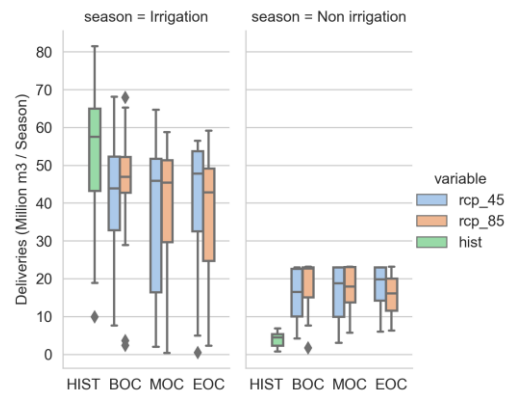 season = Irrigation
season = Non irrigation
Deliveries (Million m3 / Season)
80
70
60
50
40
30
20
10
0
HIST BOC MOC EOC
HIST BOC MOC EOC
variable
rcp_45
rcp_85
hist